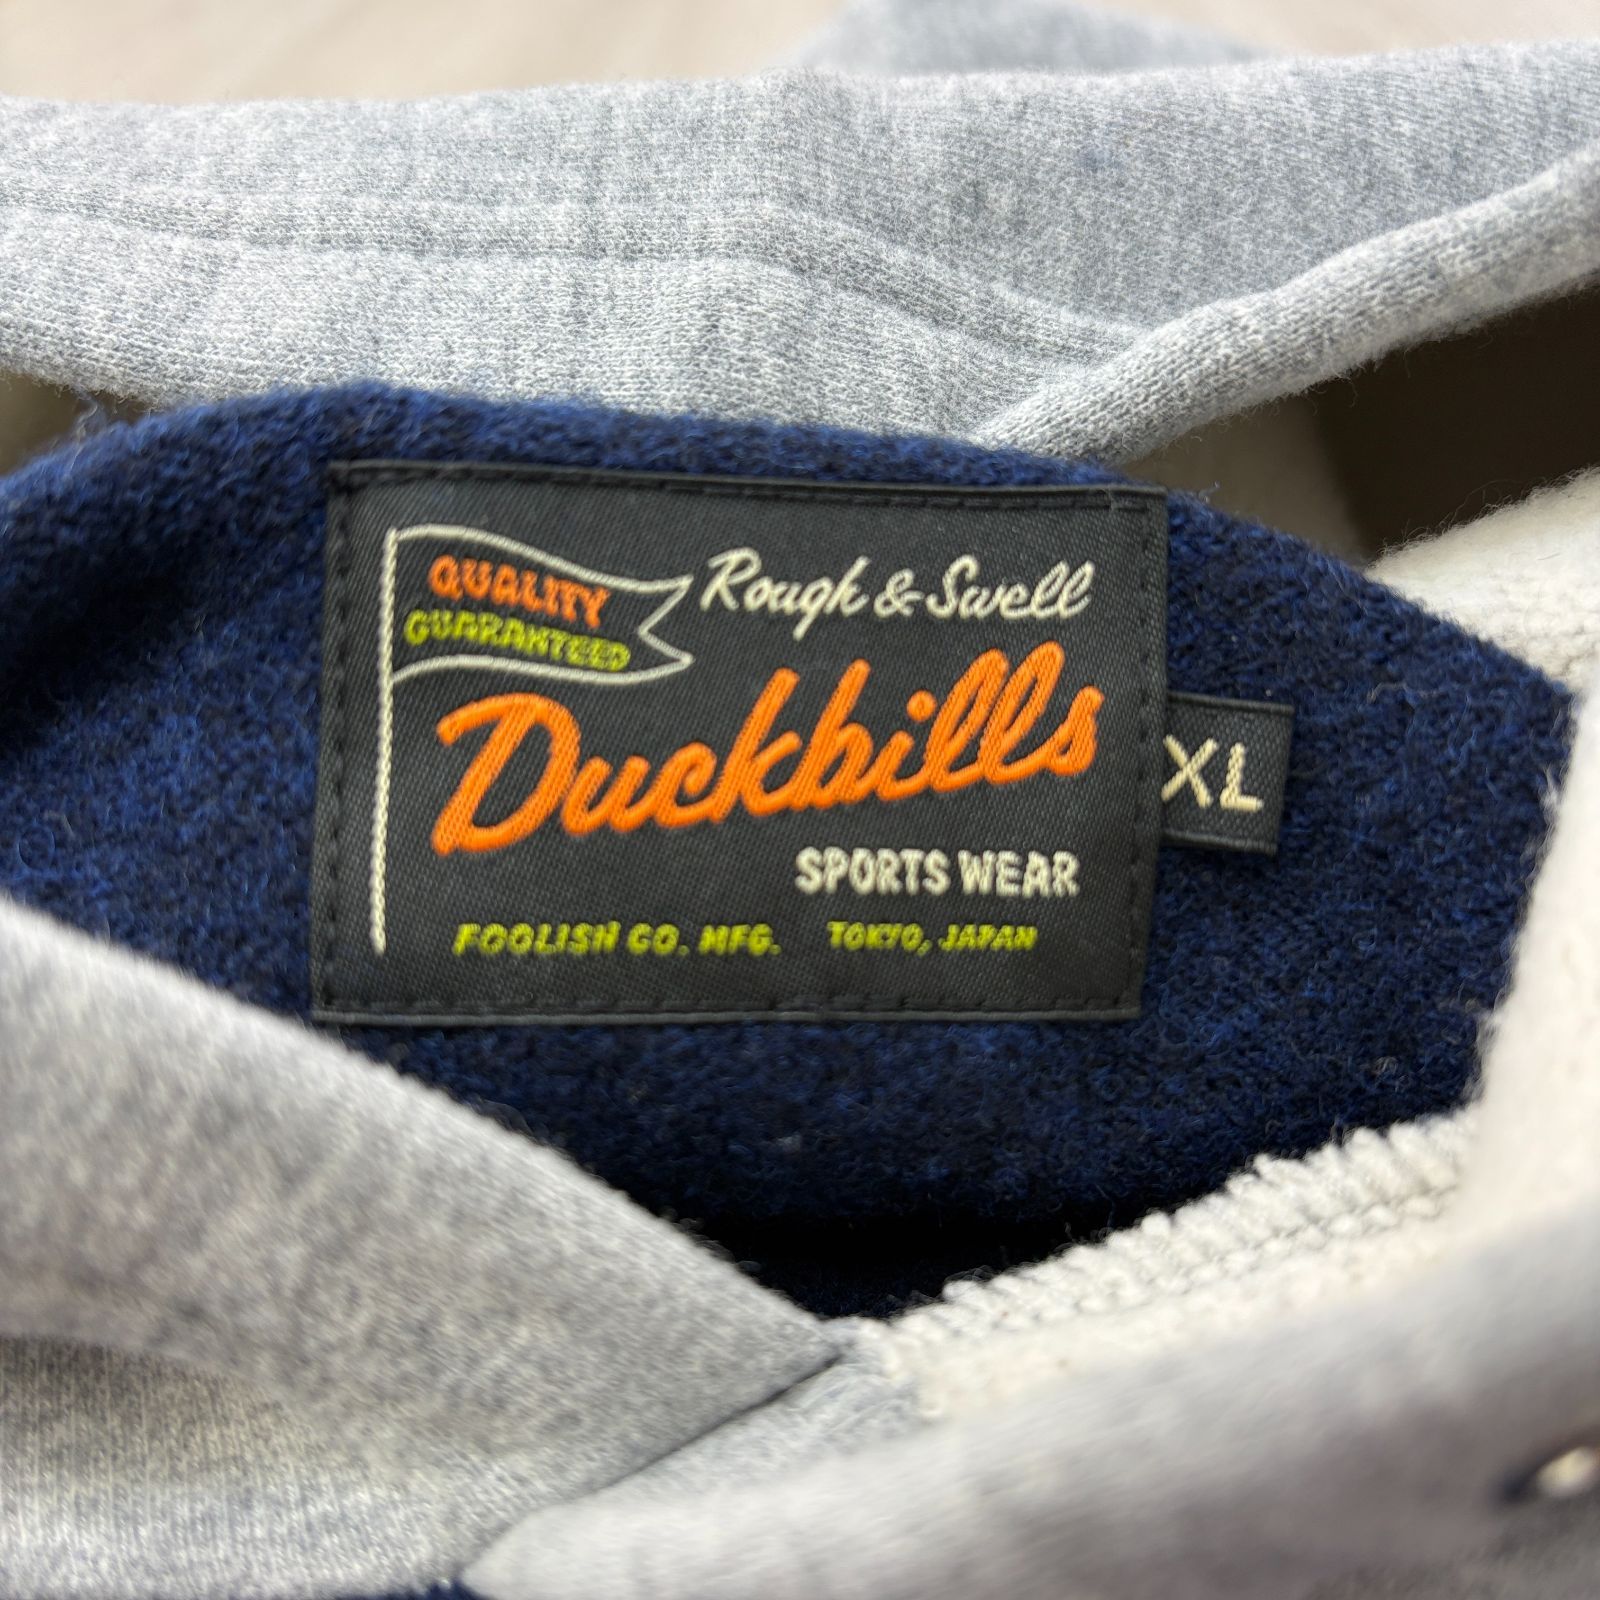 QUALITY
GUARANTEED
Rough & Swell
Duckbills
SPORTS WEAR
FOOLISH CO. MFG. TOKYO, JAPAN
XL